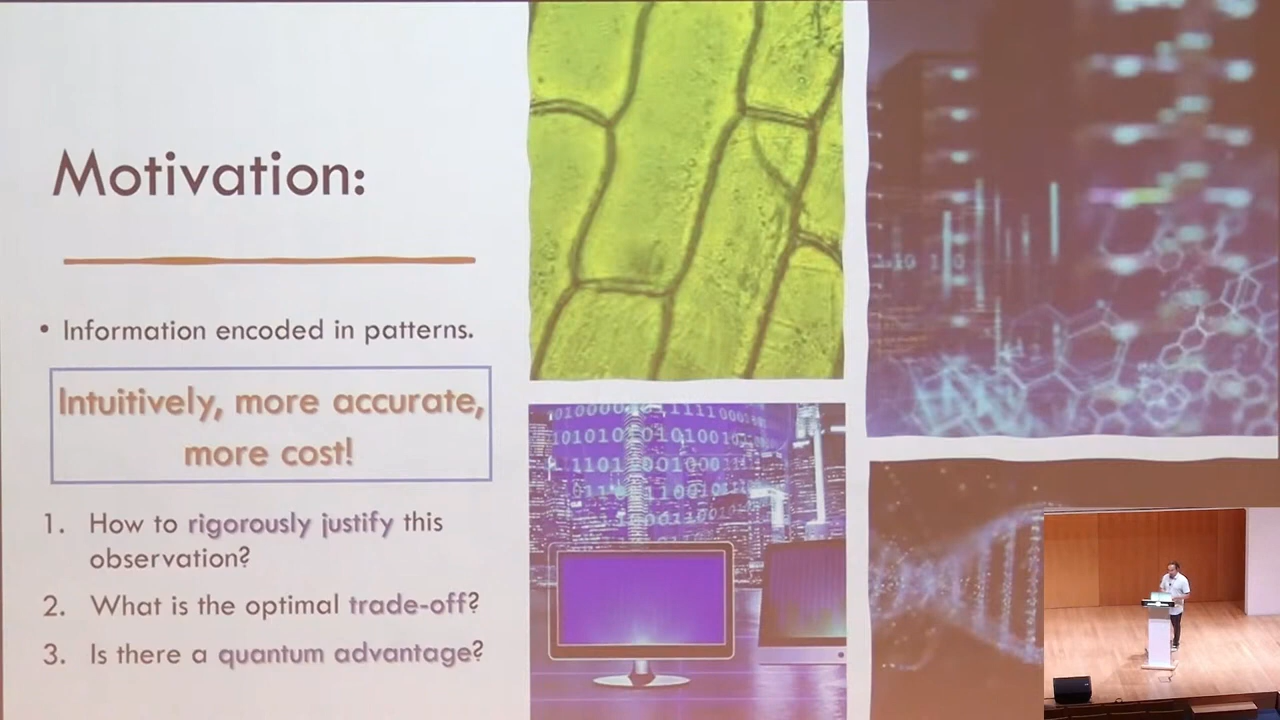 Motivation:
• Information encoded in patterns.
Intuitively, more accurate,
more cost!
1. How to rigorously justify this
observation?
2. What is the optimal trade-off?
3. Is there a quantum advantage?